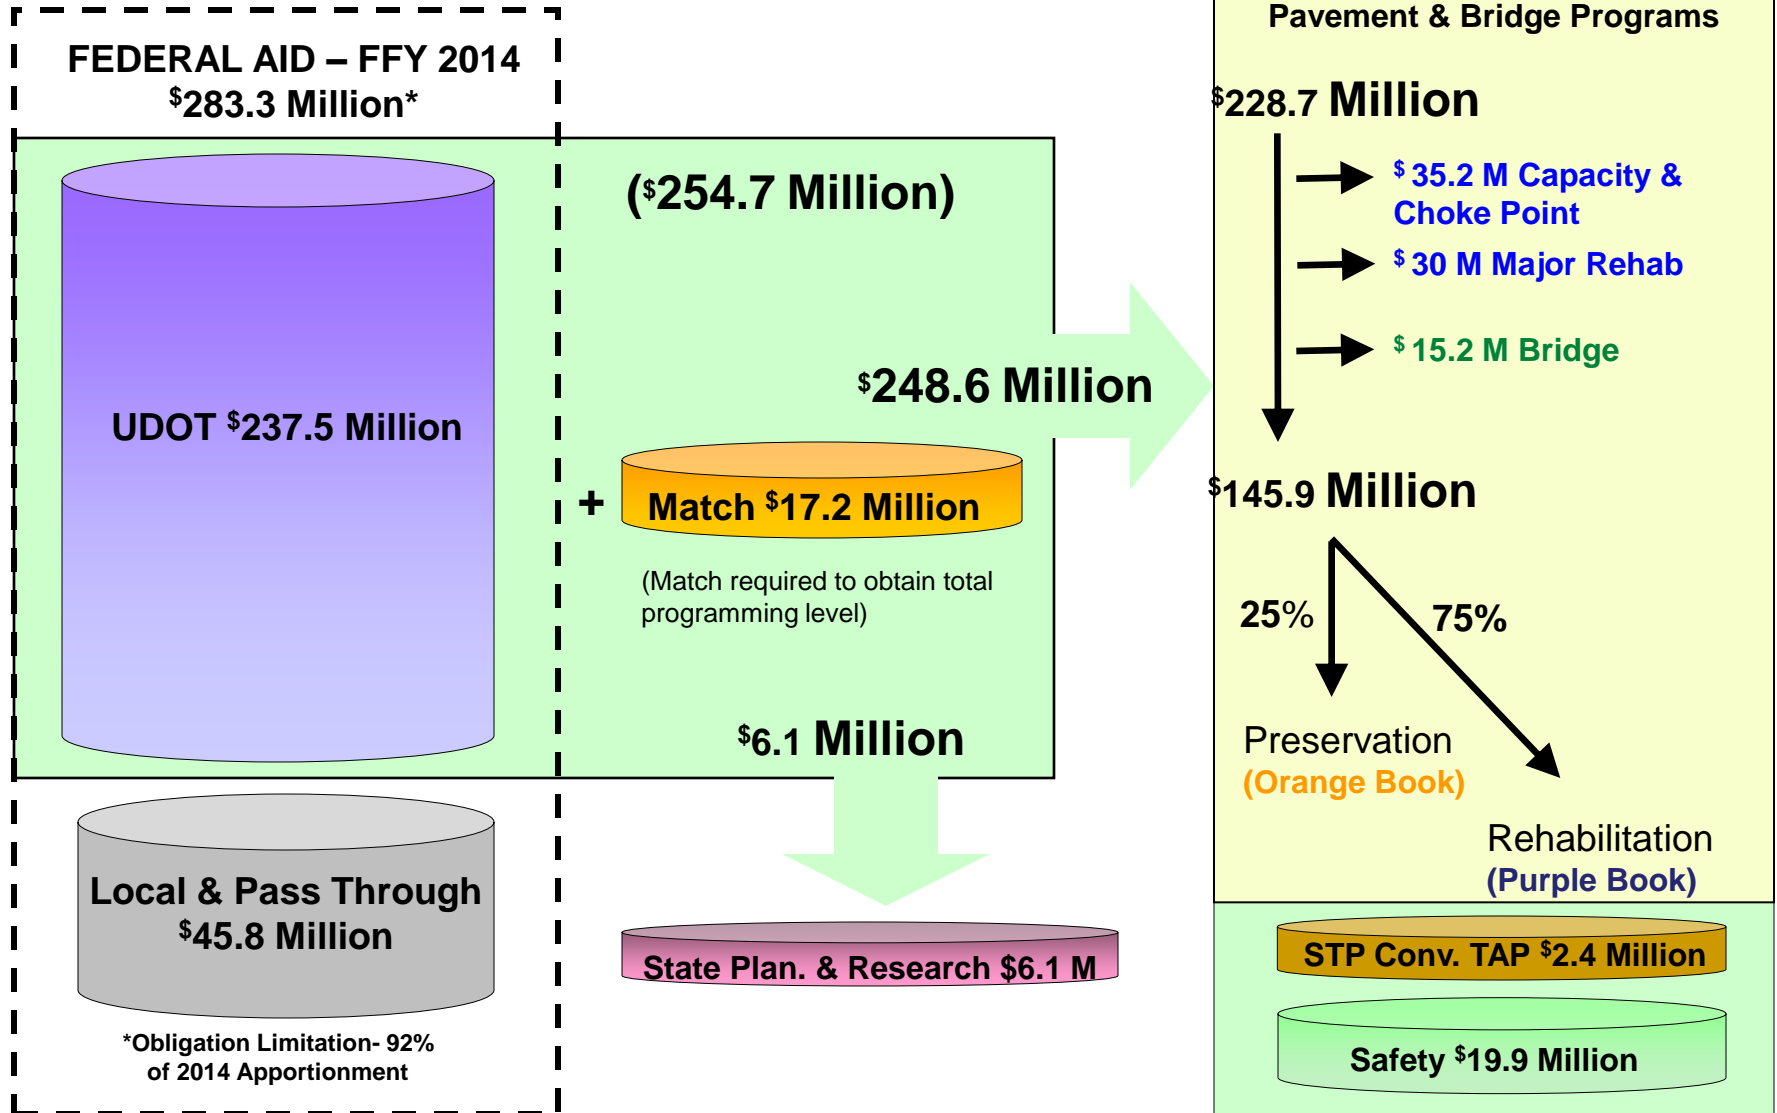 FEDERAL AID – FFY 2014
$283.3 Million*
UDOT $237.5 Million
Local & Pass Through
$45.8 Million
*Obligation Limitation- 92%
of 2014 Apportionment
($254.7 Million)
$248.6 Million
+
Match $17.2 Million
(Match required to obtain total
programming level)
$6.1 Million
State Plan. & Research $6.1 M
Pavement & Bridge Programs
$228.7 Million
$ 35.2 M Capacity &
Choke Point
$ 30 M Major Rehab
$ 15.2 M Bridge
$145.9 Million
25%
75%
Preservation
(Orange Book)
Rehabilitation
(Purple Book)
STP Conv. TAP $2.4 Million
Safety $19.9 Million